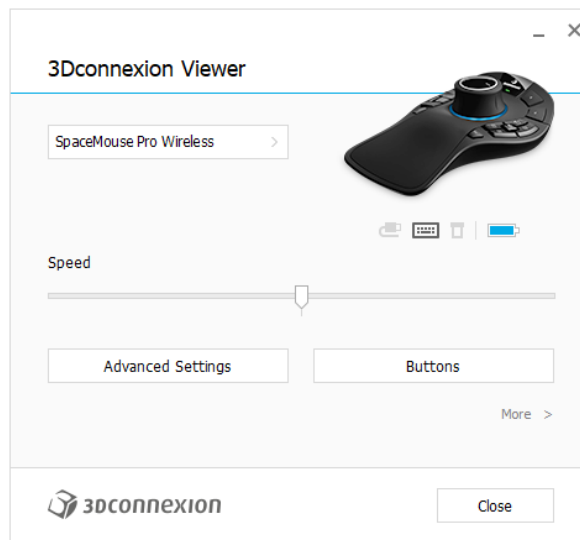 3Dconnexion Viewer
SpaceMouse Pro Wireless
Speed
Advanced Settings
Buttons
More >
3Dconnexion
Close